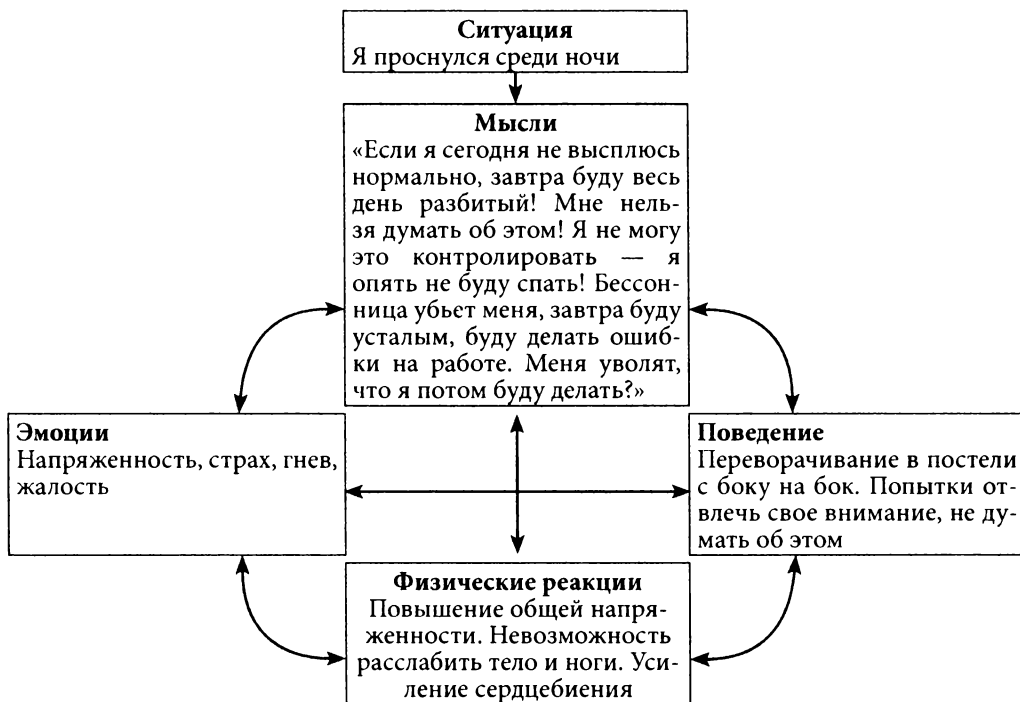 Ситуация
Я проснулся среди ночи
Мысли
«Если я сегодня не высплюсь
нормально, завтра буду весь
день разбитый! Мне нель-
зя думать об этом! Я не могу
это контролировать — я
опять не буду спать! Бессон-
ница убьет меня, завтра буду
усталым, буду делать ошиб-
ки на работе. Меня уволят,
что я потом буду делать?»
Эмоции
Напряженность, страх, гнев,
жалость
Поведение
Переворачивание в постели
с боку на бок. Попытки от-
влечь свое внимание, не ду-
мать об этом
Физические реакции
Повышение общей напря-
женности. Невозможность
расслабить тело и ноги. Уси-
ление сердцебиения